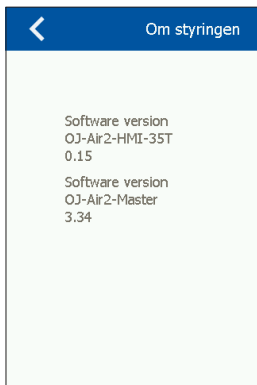 Om styringen
Software version
OJ-Air2-HMI-35T
0.15
Software version
OJ-Air2-Master
3.34